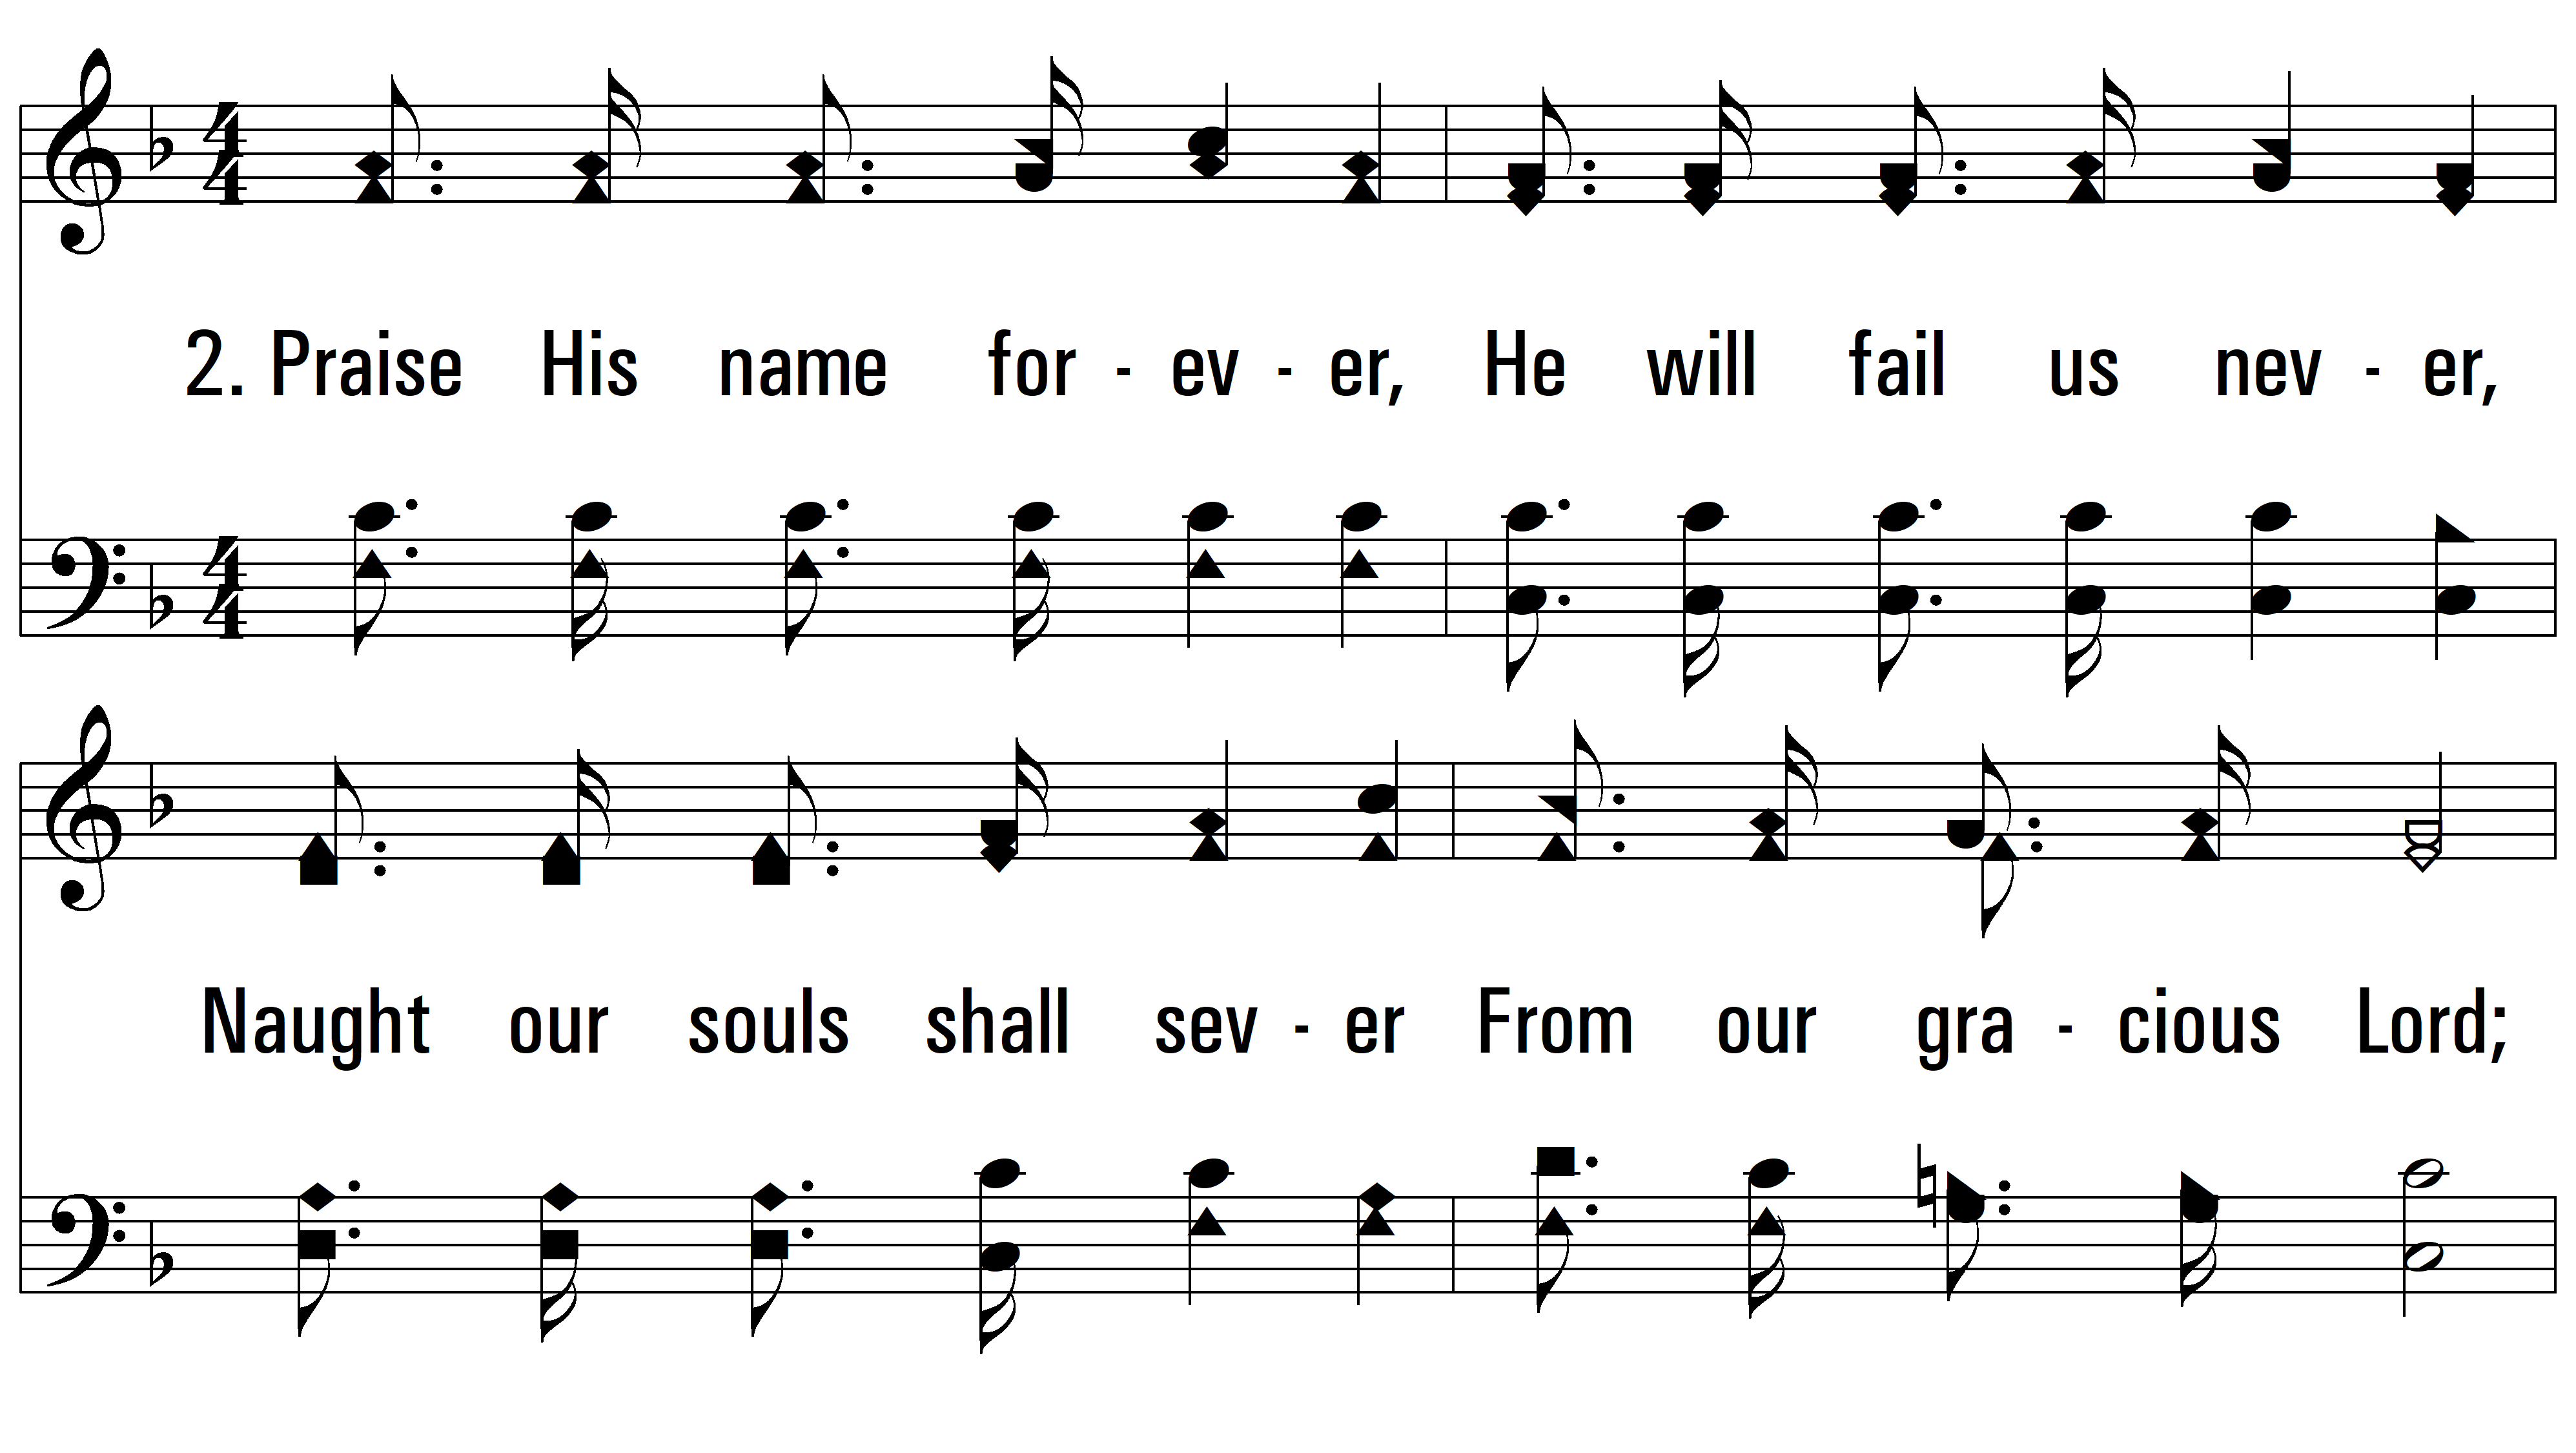 2. Praise His name for - ev - er, He will fail us nev - er,
Naught our souls shall sev - er From our gra - cious Lord;